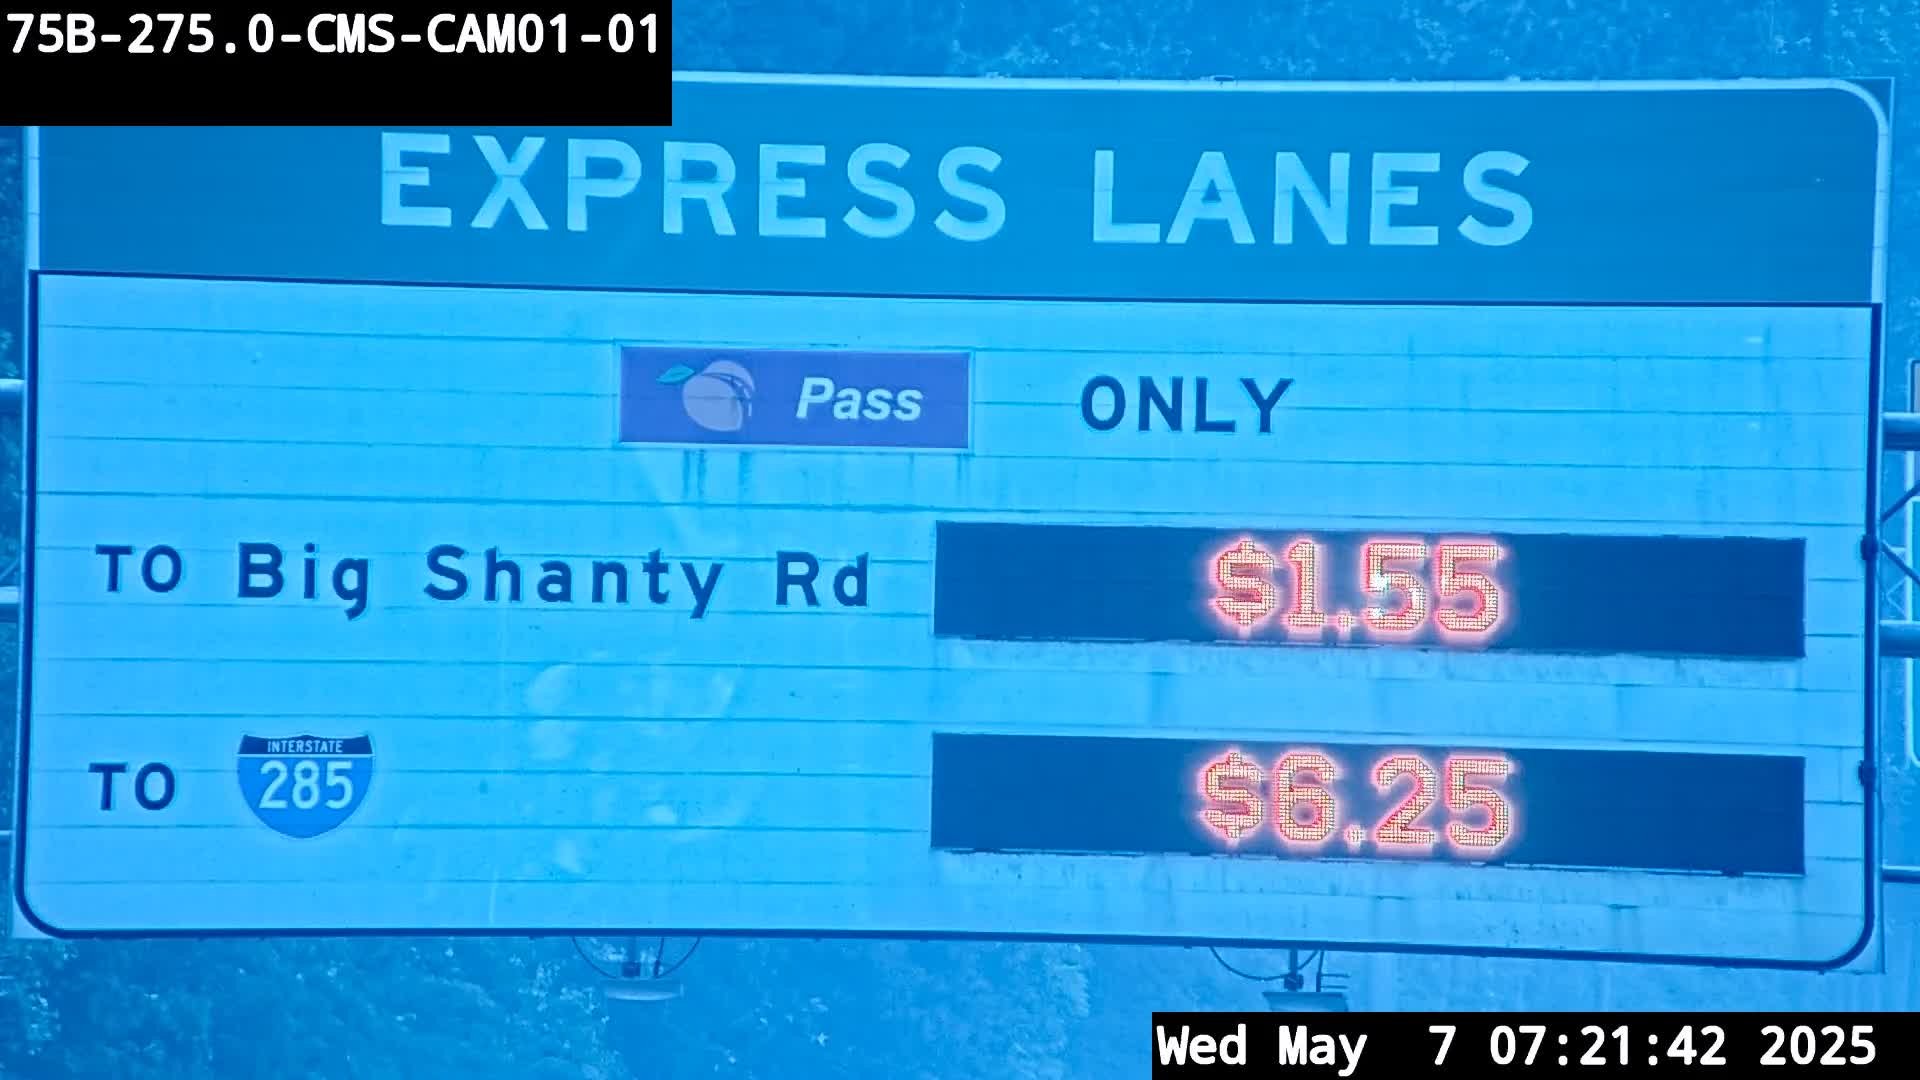 75B-275.0-CMS-CAM01-01
EXPRESS LANES
Pass ONLY
TO Big Shanty Rd $1.55
INTERSTATE
TO 285 $6.25
Wed May 7 07:21:42 2025